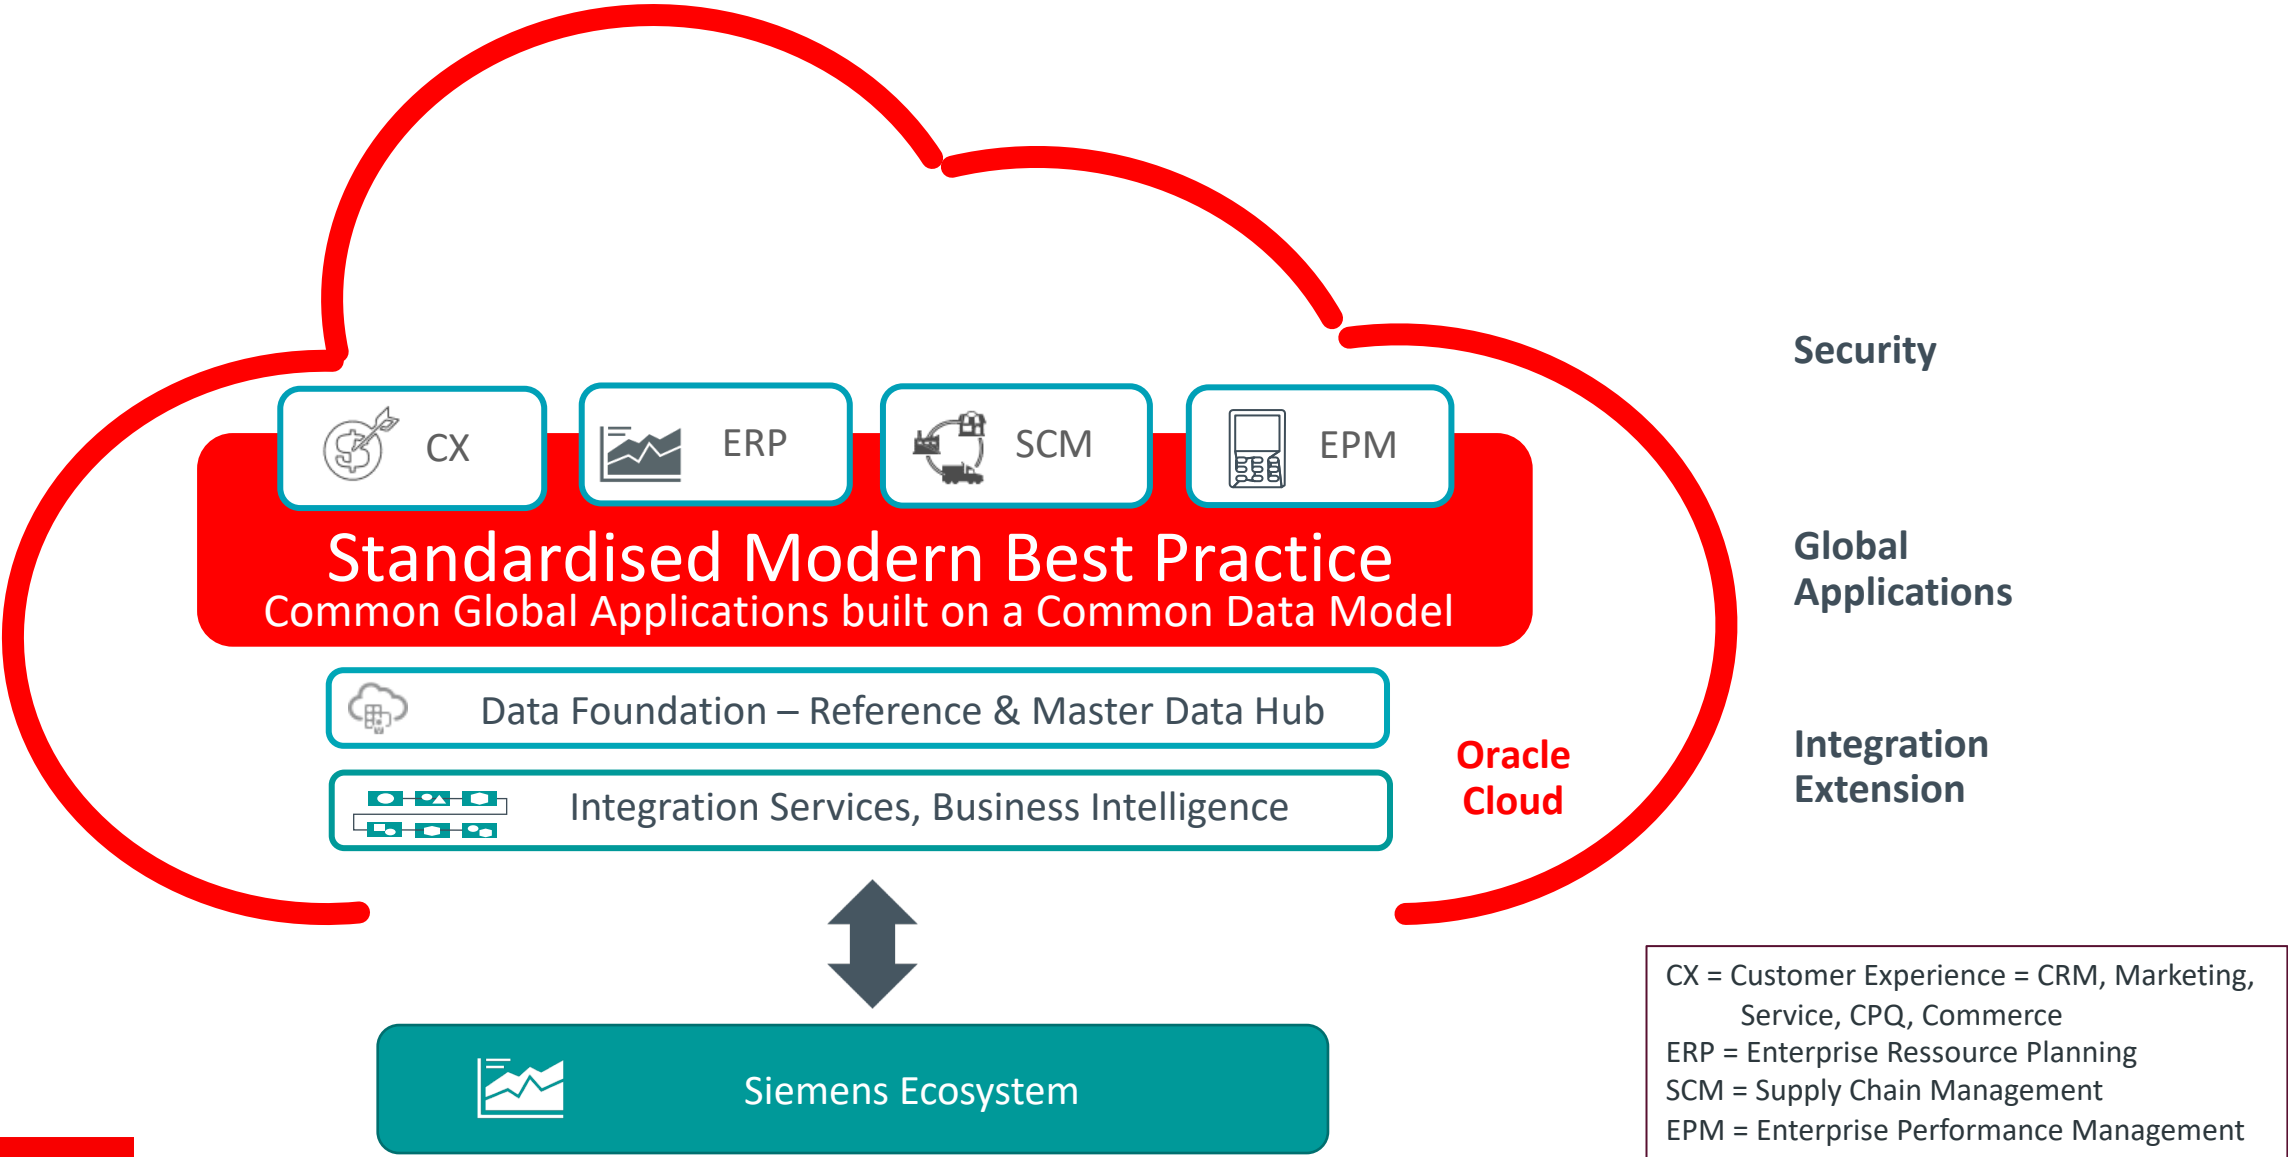 Security
CX
ERP
SCM
EPM
Standardised Modern Best Practice
Common Global Applications built on a Common Data Model
Global
Applications
Data Foundation – Reference & Master Data Hub
Integration Services, Business Intelligence
Oracle
Cloud
Integration
Extension
Siemens Ecosystem
CX = Customer Experience = CRM, Marketing,
Service, CPQ, Commerce
ERP = Enterprise Ressource Planning
SCM = Supply Chain Management
EPM = Enterprise Performance Management